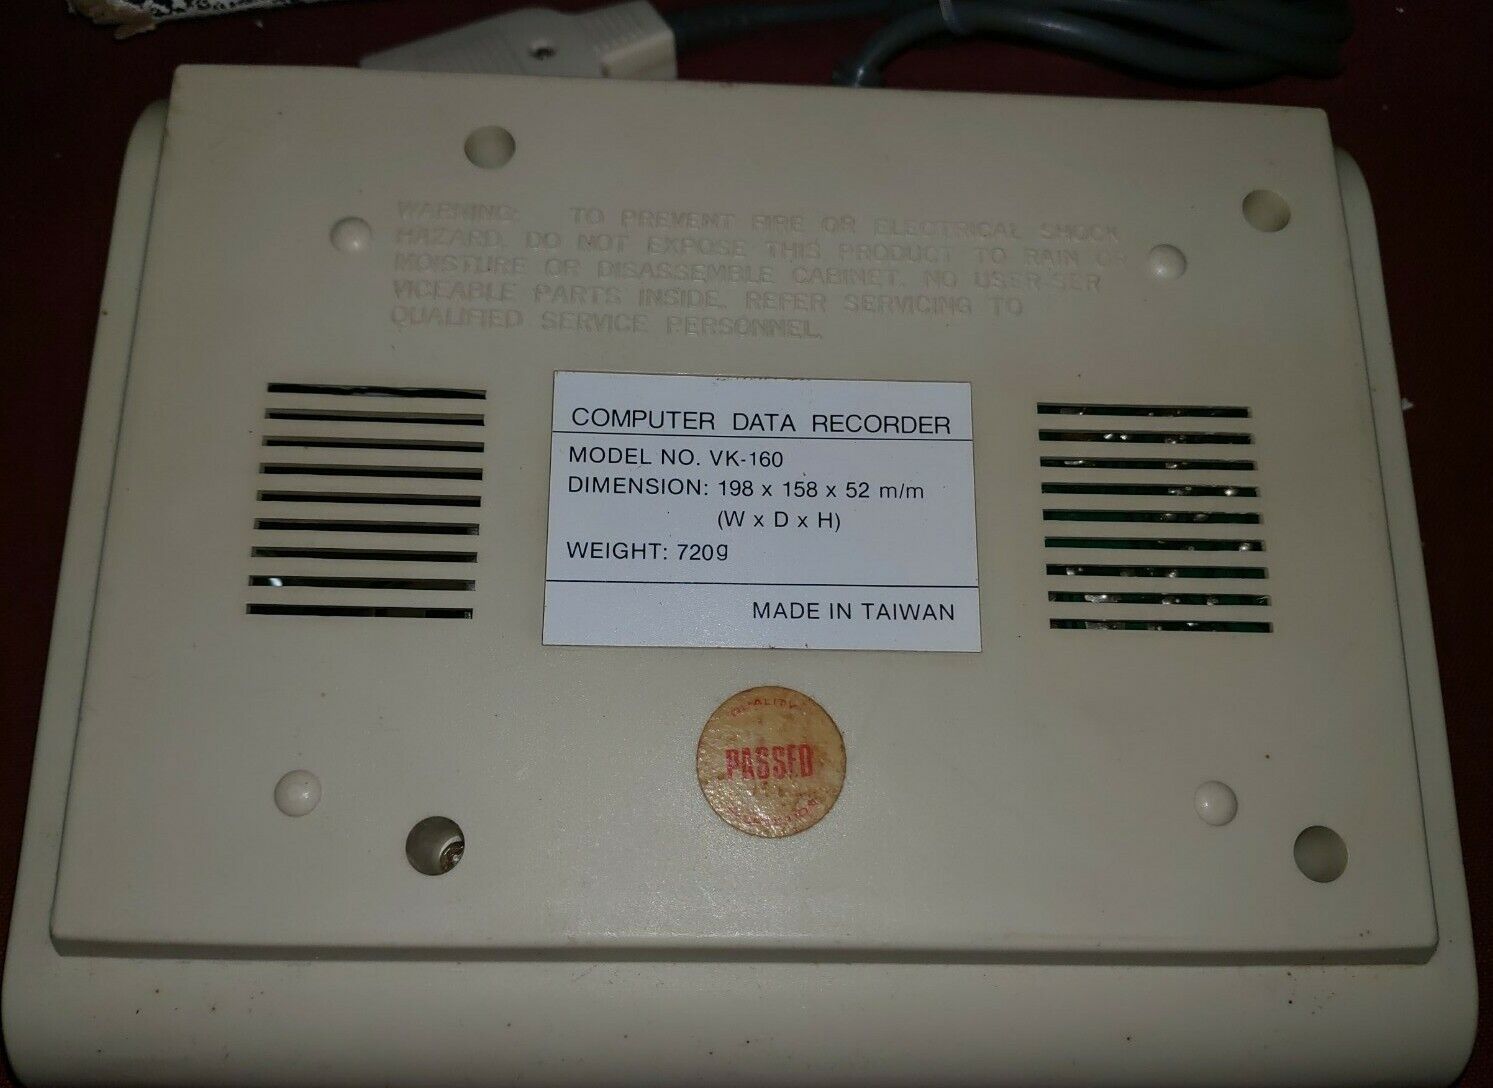 WARNING: TO PREVENT FIRE OR ELECTRICAL SHOCK
HAZARD, DO NOT EXPOSE THIS PRODUCT TO RAIN OR
MOISTURE OR DISASSEMBLE CABINET. NO USER-SER
VICEABLE PARTS INSIDE. REFER SERVICING TO
QUALIFIED SERVICE PERSONNEL.
COMPUTER DATA RECORDER
MODEL NO. VK-160
DIMENSION: 198 x 158 x 52 m/m
(W x D x H)
WEIGHT: 720g
MADE IN TAIWAN
QUALITY
PASSED